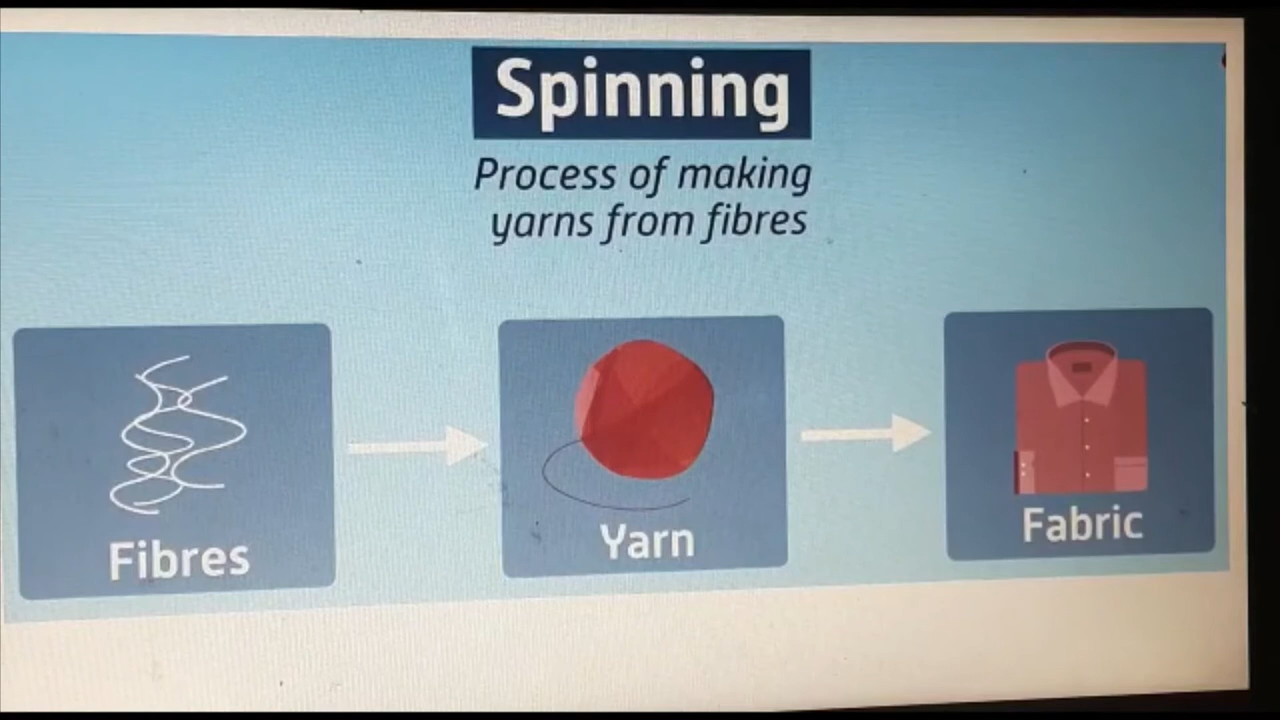 Spinning
Process of making
yarns from fibres
Fibres
Yarn
Fabric